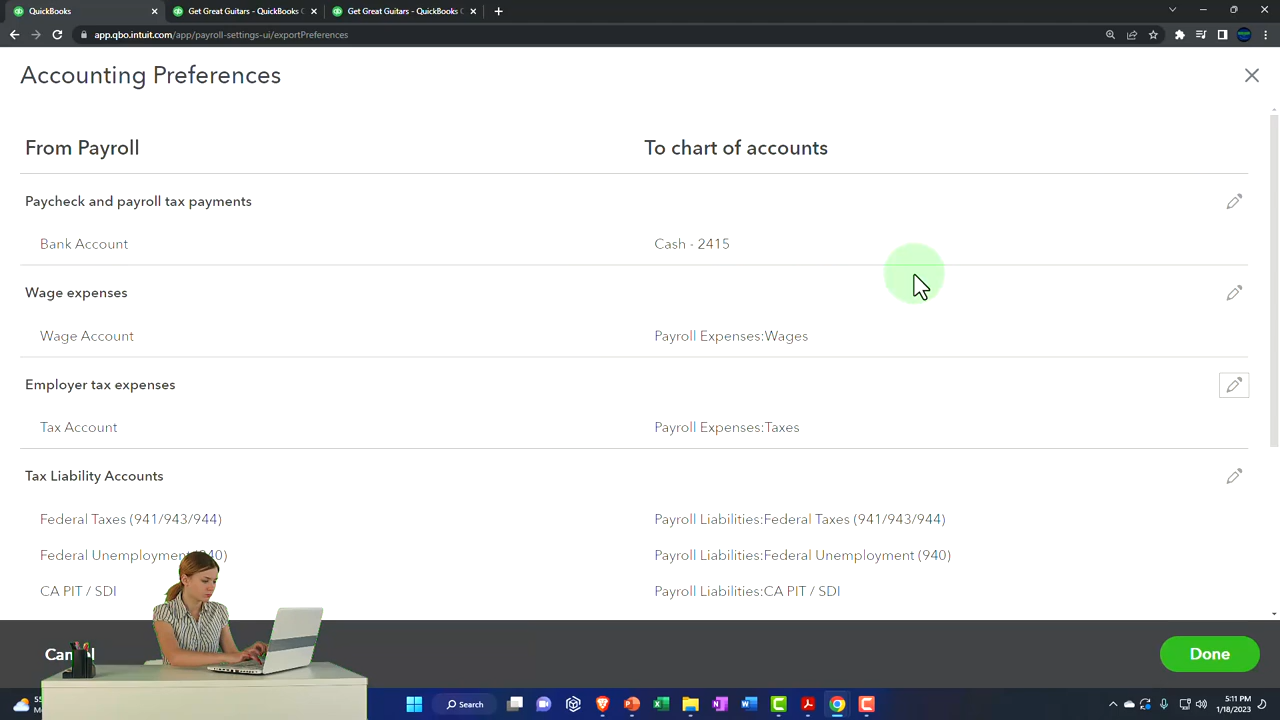 QuickBooks
Get Great Guitars - QuickBooks C
Get Great Guitars - QuickBooks C
app.qbo.intuit.com/app/payroll-settings-ui/exportPreferences
Accounting Preferences
From Payroll To chart of accounts
Paycheck and payroll tax payments
Bank Account Cash - 2415
Wage expenses
Wage Account Payroll Expenses:Wages
Employer tax expenses
Tax Account Payroll Expenses:Taxes
Tax Liability Accounts
Federal Taxes (941/943/944) Payroll Liabilities:Federal Taxes (941/943/944)
Federal Unemployment Payroll Liabilities:Federal Unemployment (940)
CA PIT / SDI Payroll Liabilities:CA PIT / SDI
Done
Search
5:11 PM
1/18/2023